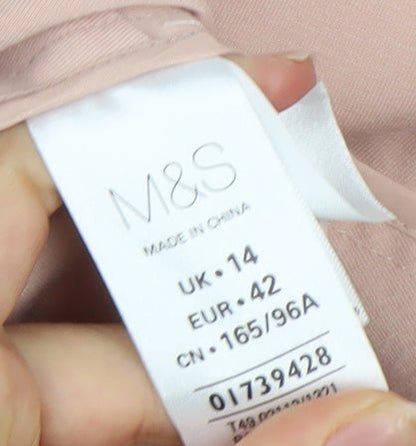 M&S
MADE IN CHINA
UK • 14
EUR • 42
CN • 165/96A
01739428